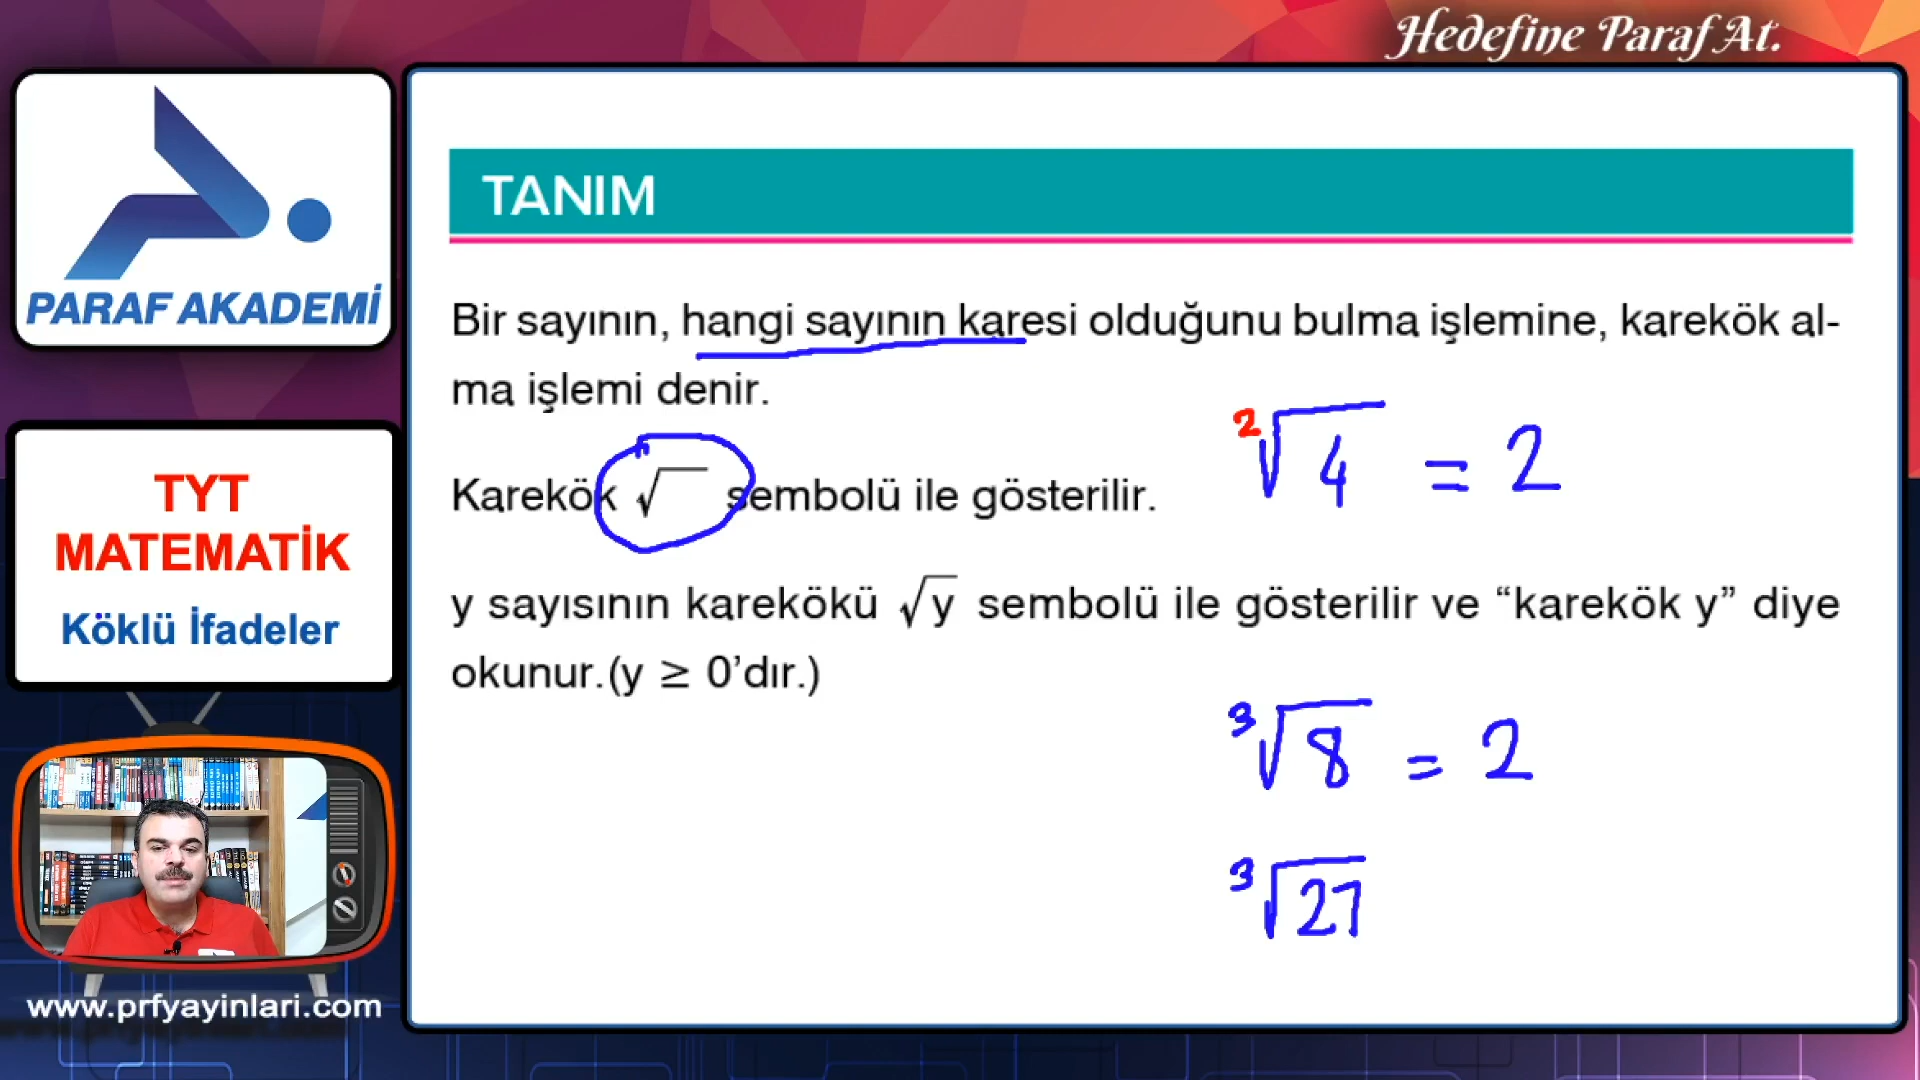 Hedefine Paraf At.
PARAF AKADEMİ
TYT
MATEMATİK
Köklü İfadeler
www.prfyayinlari.com
TANIM
Bir sayının, hangi sayının karesi olduğunu bulma işlemine, karekök al-
ma işlemi denir.
Karekök √ sembolü ile gösterilir.
y sayısının karekökü √y sembolü ile gösterilir ve “karekök y” diye
okunur.(y ≥ 0’dır.)
²√4 = 2
³√8 = 2
³√27